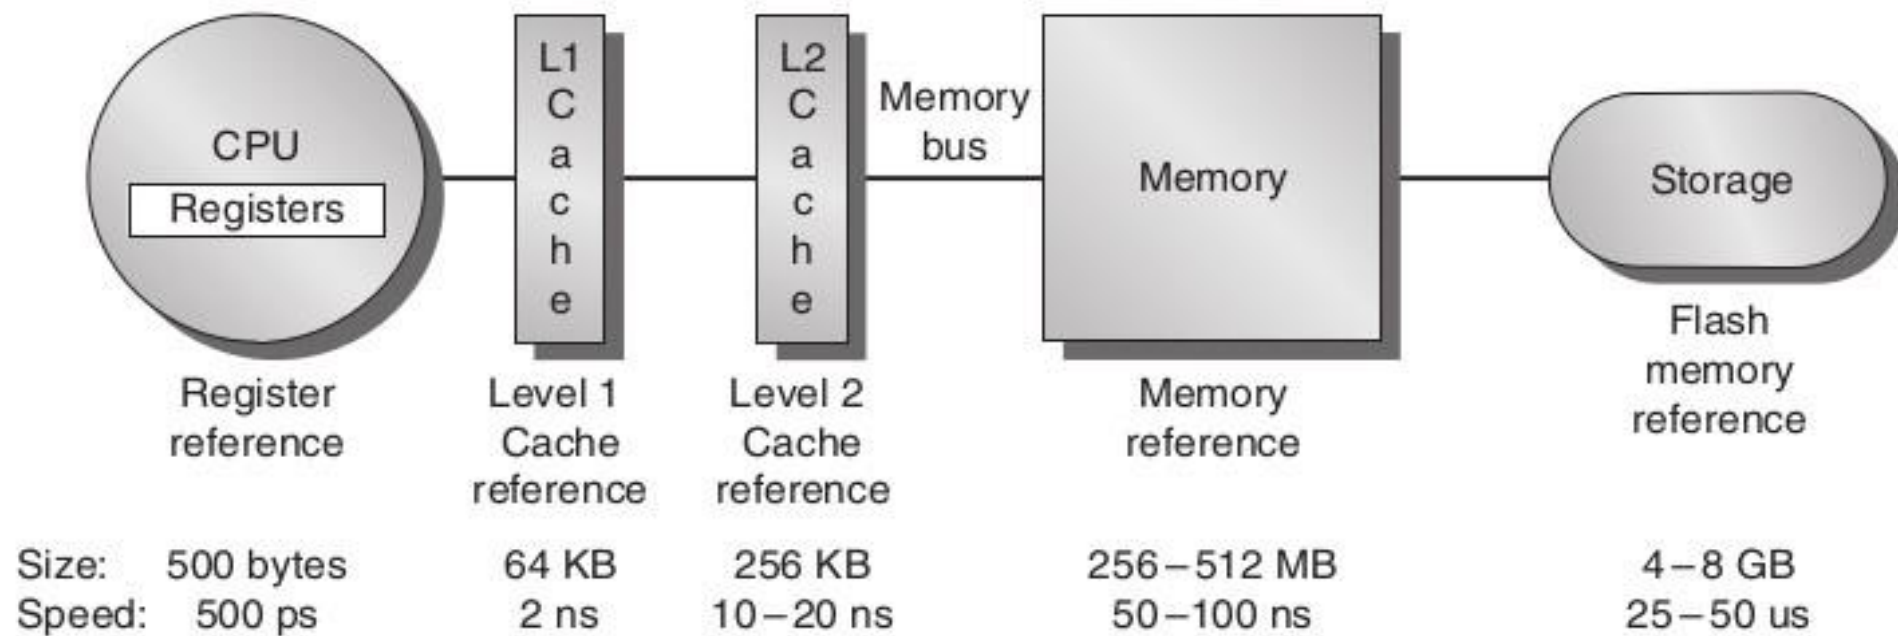 CPU
Registers
L1
C
a
c
h
e
L2
C
a
c
h
e
Memory
bus
Memory
Storage
Register
reference
Level 1
Cache
reference
Level 2
Cache
reference
Memory
reference
Flash
memory
reference
Size: 500 bytes 64 KB 256 KB 256–512 MB 4–8 GB
Speed: 500 ps 2 ns 10–20 ns 50–100 ns 25–50 us